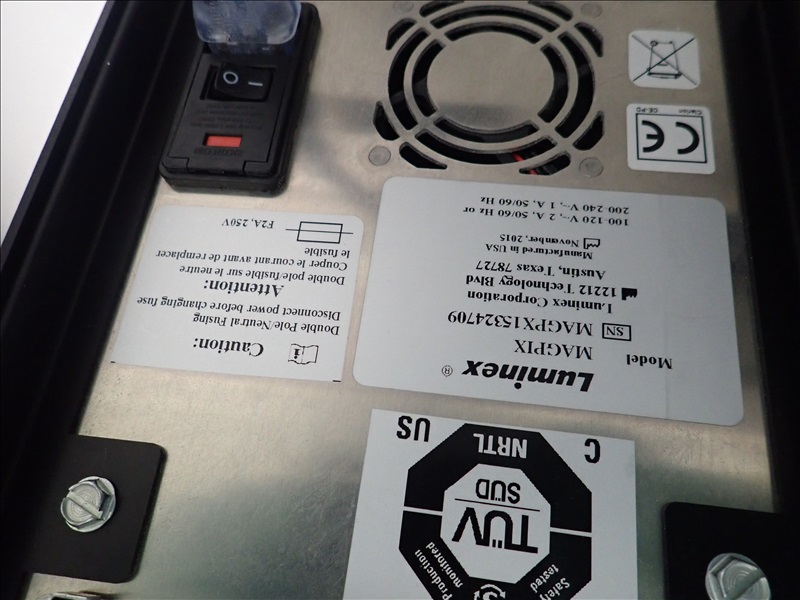 Luminex ®
Model
MAGPIX
SN MAGPX15324709
Luminex Corporation
12212 Technology Blvd
Austin, Texas 78727
Manufactured in USA
November, 2015
100-120 V~, 2 A, 50/60 Hz or
200-240 V~, 1 A, 50/60 Hz
Caution:
Double Pole/Neutral Fusing
Disconnect power before changing fuse
Attention:
Double pole/fusible sur le neutre
Couper le courant avant de remplacer
le fusible
F2A, 250V
C US
NRTL
TÜV
SÜD
Production
monitored
Safety
tested
CE